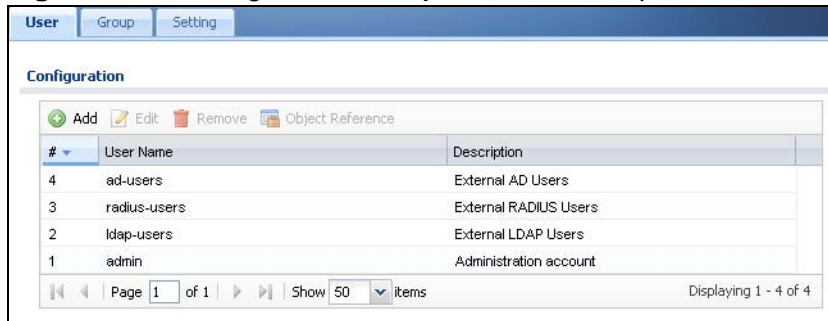 User Group Setting
Configuration
Add Edit Remove Object Reference
# User Name Description
4 ad-users External AD Users
3 radius-users External RADIUS Users
2 ldap-users External LDAP Users
1 admin Administration account
Page 1 of 1 Show 50 items Displaying 1 - 4 of 4